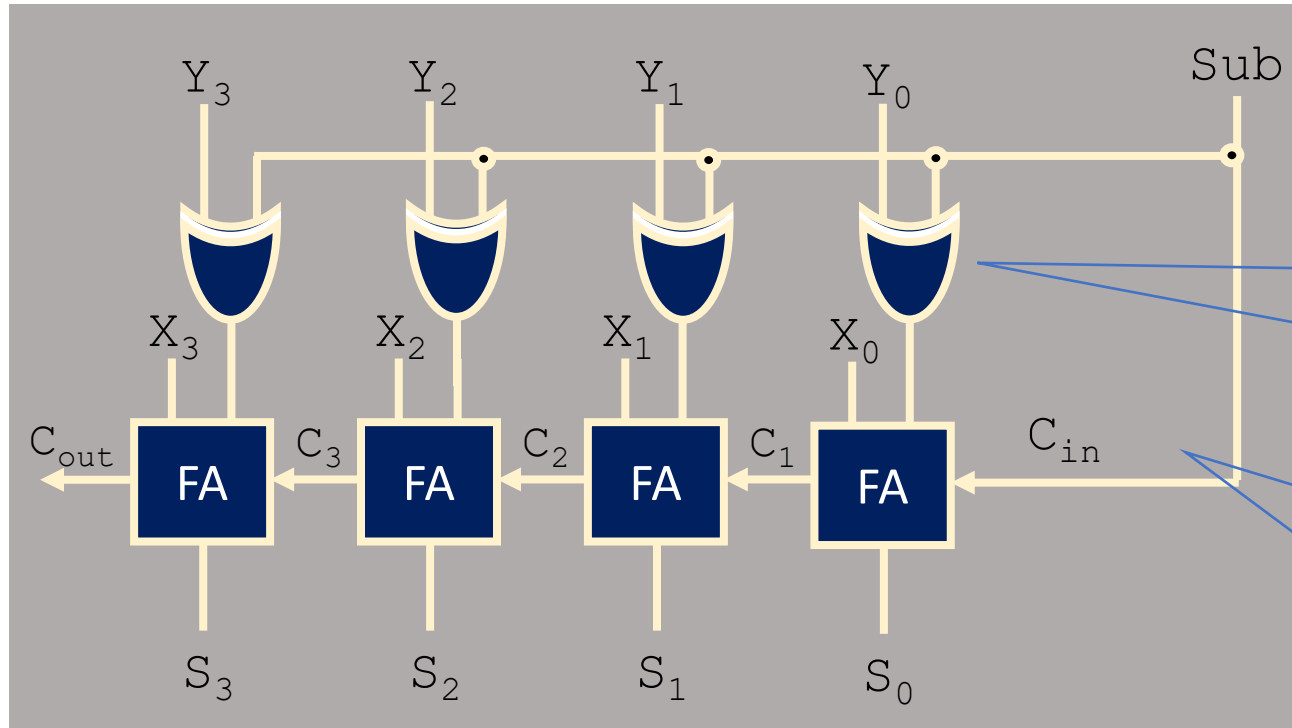 Y3 Y2 Y1 Y0 Sub
X3 X2 X1 X0
Cout C3 C2 C1 Cin
FA FA FA FA
S3 S2 S1 S0